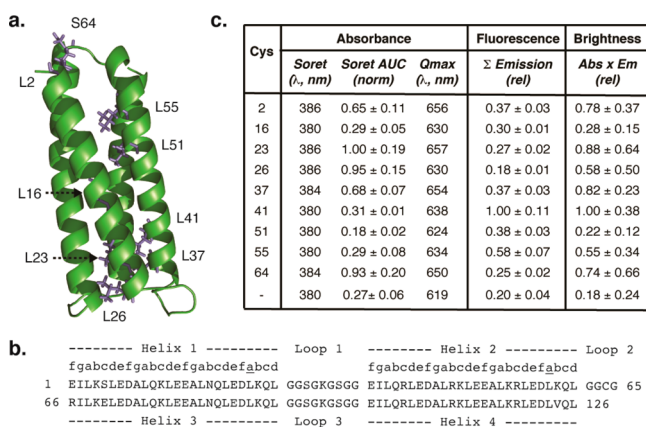 a.
S64
L2
L55
L51
L16
L41
L23
L37
L26
c.
Cys Absorbance Fluorescence Brightness
Soret (λ, nm) Soret AUC (norm) Qmax (λ, nm) Σ Emission (rel) Abs x Em (rel)
2 386 0.65 ± 0.11 656 0.37 ± 0.03 0.78 ± 0.37
16 380 0.29 ± 0.05 630 0.30 ± 0.01 0.28 ± 0.15
23 386 1.00 ± 0.19 657 0.27 ± 0.02 0.88 ± 0.64
26 386 0.95 ± 0.15 630 0.18 ± 0.01 0.58 ± 0.50
37 384 0.68 ± 0.07 654 0.37 ± 0.03 0.82 ± 0.23
41 380 0.31 ± 0.01 638 1.00 ± 0.11 1.00 ± 0.38
51 380 0.18 ± 0.02 624 0.38 ± 0.03 0.22 ± 0.12
55 380 0.29 ± 0.08 634 0.58 ± 0.07 0.55 ± 0.34
64 384 0.93 ± 0.20 650 0.25 ± 0.02 0.74 ± 0.66
- 380 0.27± 0.06 619 0.20 ± 0.04 0.18 ± 0.24
b.
-------- Helix 1 -------- Loop 1 -------- Helix 2 -------- Loop 2
fgabcdefgabcdefgabcdefabcd fgabcdefgabcdefgabcdefabcd
1 EILKSLEDALQKLEEALNQLEDLKQL GGSGKGSGG EILQRLEDALRKLEEALKRLEDLKQL GGCG 65
66 RILKELEDALQKLEEALNQLEDLKQL GGSGKGSGG EILQRLEDALRKLEEALKRLEDLVQL 126
-------- Helix 3 -------- Loop 3 -------- Helix 4 --------